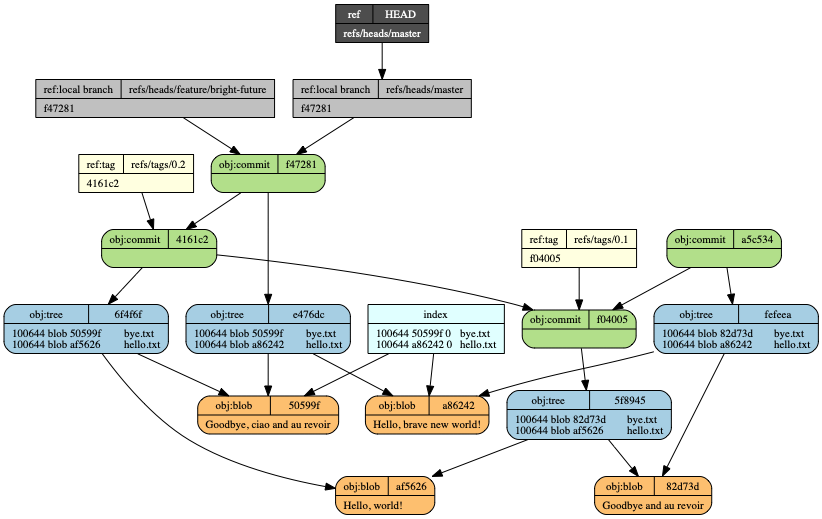 ref HEAD
refs/heads/master
ref:local branch refs/heads/feature/bright-future
f47281
ref:local branch refs/heads/master
f47281
ref:tag refs/tags/0.2
4161c2
obj:commit f47281
obj:commit 4161c2
ref:tag refs/tags/0.1
f04005
obj:commit a5c534
obj:tree 6f4f6f
100644 blob 50599f bye.txt
100644 blob af5626 hello.txt
obj:tree e476dc
100644 blob 50599f bye.txt
100644 blob a86242 hello.txt
index
100644 50599f 0 bye.txt
100644 a86242 0 hello.txt
obj:commit f04005
obj:tree fefeea
100644 blob 82d73d bye.txt
100644 blob a86242 hello.txt
obj:blob 50599f
Goodbye, ciao and au revoir
obj:blob a86242
Hello, brave new world!
obj:tree 5f8945
100644 blob 82d73d bye.txt
100644 blob af5626 hello.txt
obj:blob af5626
Hello, world!
obj:blob 82d73d
Goodbye and au revoir